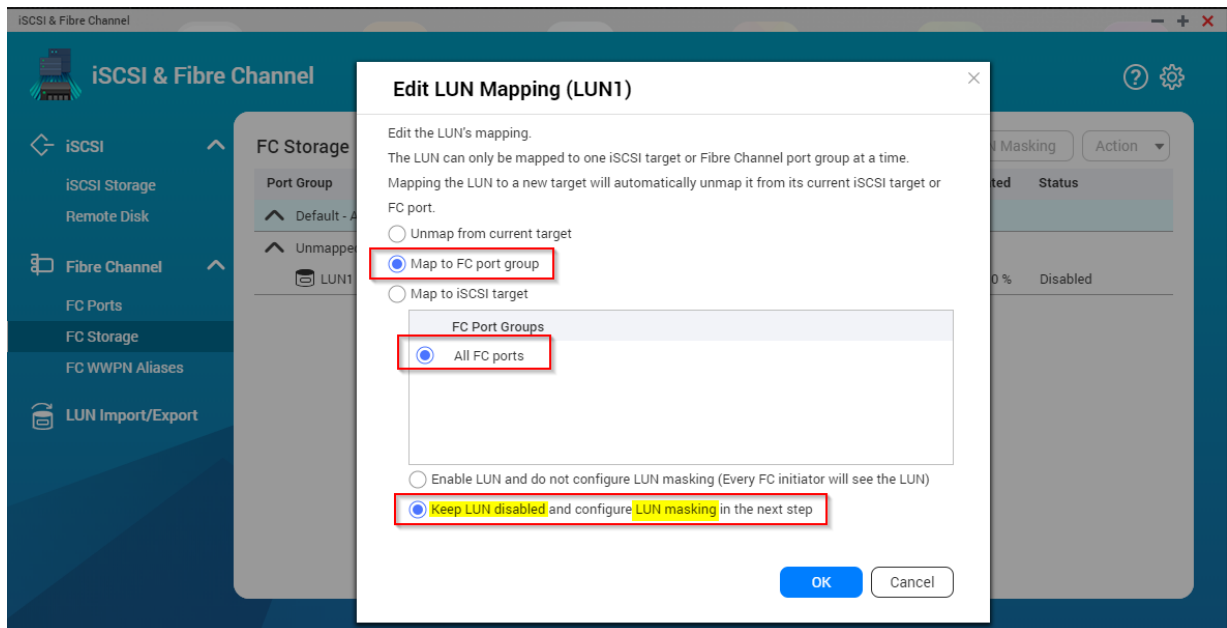 iSCSI & Fibre Channel
iSCSI & Fibre Channel
iSCSI
iSCSI Storage
Remote Disk
Fibre Channel
FC Ports
FC Storage
FC WWPN Aliases
LUN Import/Export
FC Storage
Masking
Action
Port Group
Status
Default - A
Unmapped
LUN1
0 %
Disabled
Edit LUN Mapping (LUN1)
Edit the LUN's mapping.
The LUN can only be mapped to one iSCSI target or Fibre Channel port group at a time.
Mapping the LUN to a new target will automatically unmap it from its current iSCSI target or
FC port.
Unmap from current target
Map to FC port group
Map to iSCSI target
FC Port Groups
All FC ports
Enable LUN and do not configure LUN masking (Every FC initiator will see the LUN)
Keep LUN disabled and configure LUN masking in the next step
OK
Cancel